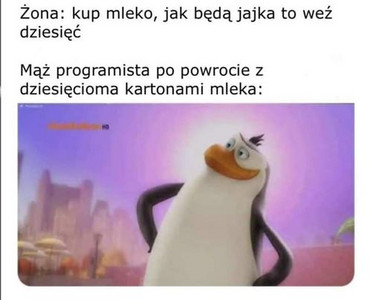 Żona: kup mleko, jak będą jajka to weź
dziesięć
Mąż programista po powrocie z
dziesięcioma kartonami mleka: